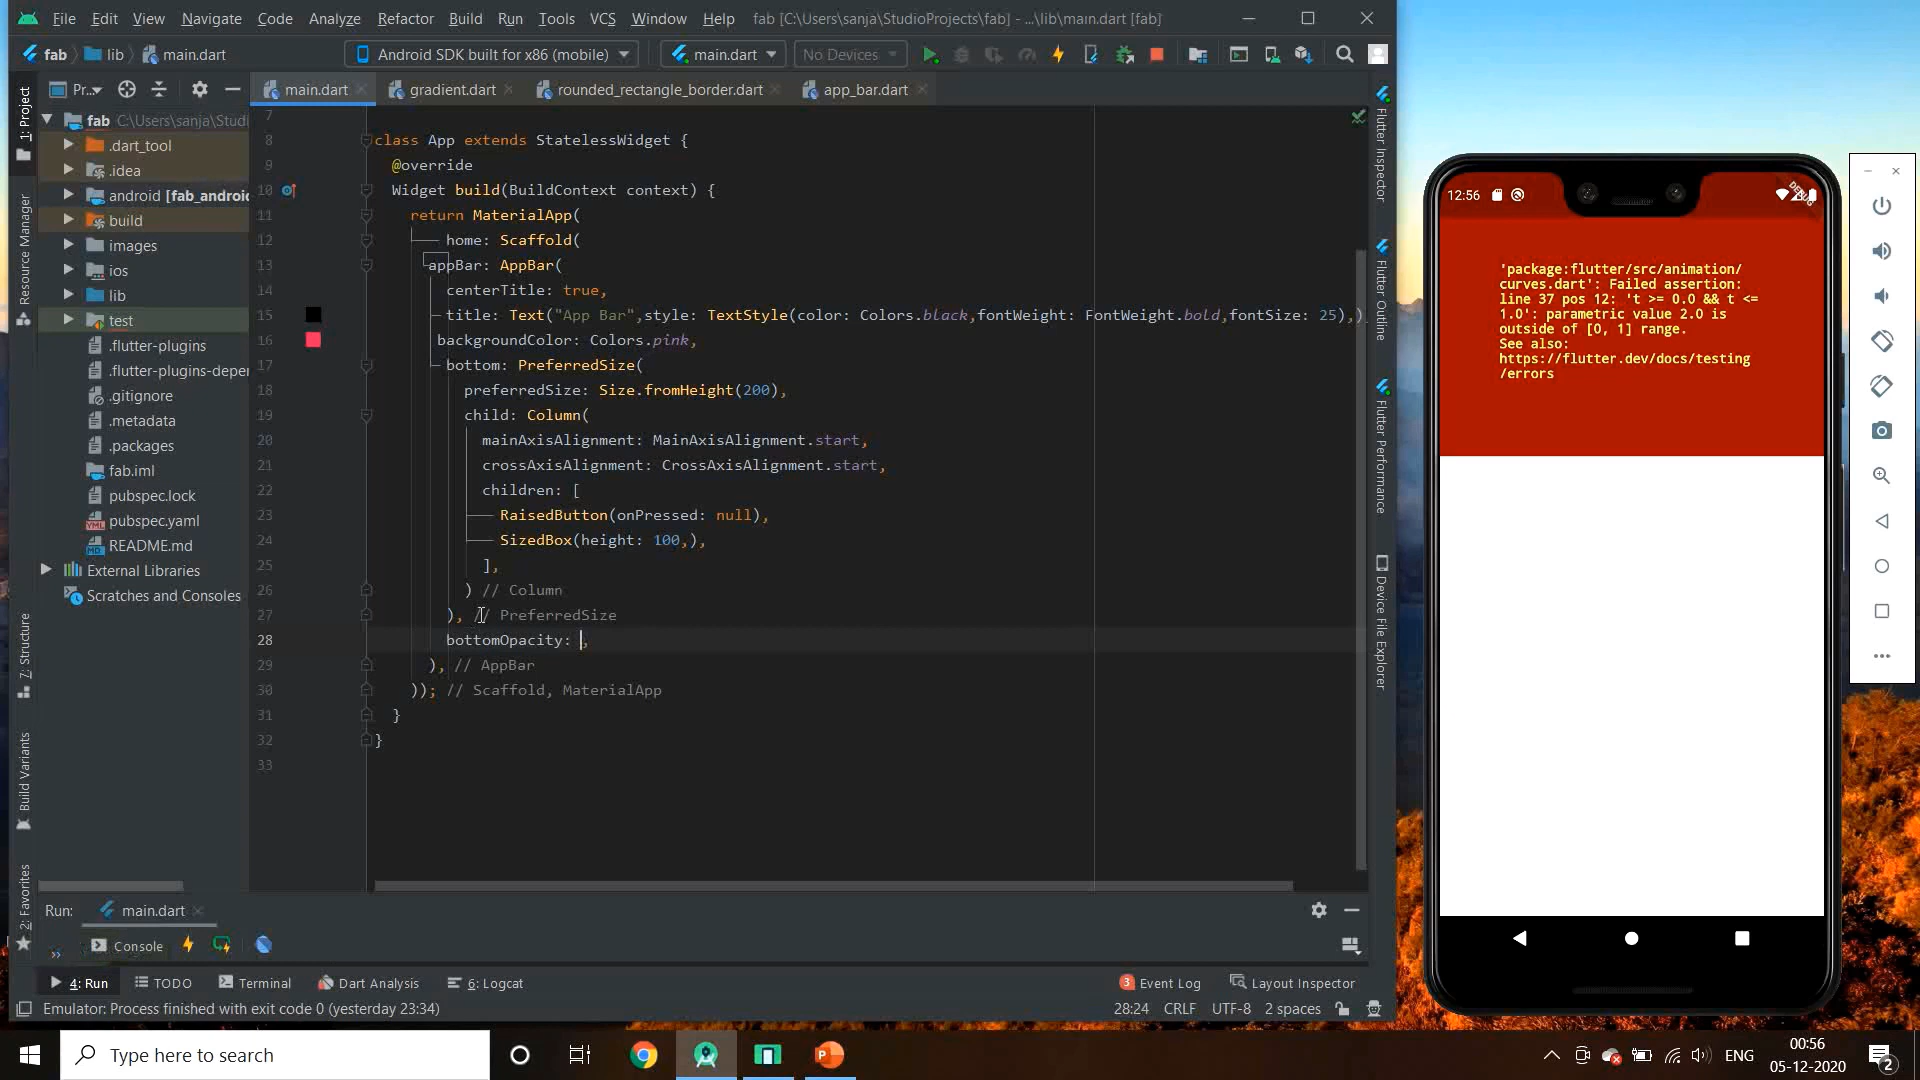 File Edit View Navigate Code Analyze Refactor Build Run Tools VCS Window Help fab [C:\Users\sanja\StudioProjects\fab] - ...\lib\main.dart [fab]
fab lib main.dart Android SDK built for x86 (mobile) main.dart No Devices
1: Project
Resource Manager
7: Structure
Build Variants
2: Favorites
Pr...
fab C:\Users\sanja\Studi
.dart_tool
.idea
android [fab_android
build
images
ios
lib
test
.flutter-plugins
.flutter-plugins-depen
.gitignore
.metadata
.packages
fab.iml
pubspec.lock
pubspec.yaml
README.md
External Libraries
Scratches and Consoles
main.dart gradient.dart rounded_rectangle_border.dart app_bar.dart
7
8 class App extends StatelessWidget {
9 @override
10 Widget build(BuildContext context) {
11 return MaterialApp(
12 home: Scaffold(
13 appBar: AppBar(
14 centerTitle: true,
15 title: Text("App Bar",style: TextStyle(color: Colors.black,fontWeight: FontWeight.bold,fontSize: 25),)
16 backgroundColor: Colors.pink,
17 bottom: PreferredSize(
18 preferredSize: Size.fromHeight(200),
19 child: Column(
20 mainAxisAlignment: MainAxisAlignment.start,
21 crossAxisAlignment: CrossAxisAlignment.start,
22 children: [
23 RaisedButton(onPressed: null),
24 SizedBox(height: 100,),
25 ],
26 ) // Column
27 ), // PreferredSize
28 bottomOpacity: ,
29 ), // AppBar
30 )); // Scaffold, MaterialApp
31 }
32 }
33
Flutter Inspector
Flutter Outline
Flutter Performance
Device File Explorer
Run: main.dart
Console
4: Run TODO Terminal Dart Analysis 6: Logcat 3 Event Log Layout Inspector
Emulator: Process finished with exit code 0 (yesterday 23:34) 28:24 CRLF UTF-8 2 spaces
12:56
DEBUG
'package:flutter/src/animation/
curves.dart': Failed assertion:
line 37 pos 12: 't >= 0.0 && t <=
1.0': parametric value 2.0 is
outside of [0, 1] range.
See also:
https://flutter.dev/docs/testing
/errors
Type here to search
ENG
00:56
05-12-2020
2